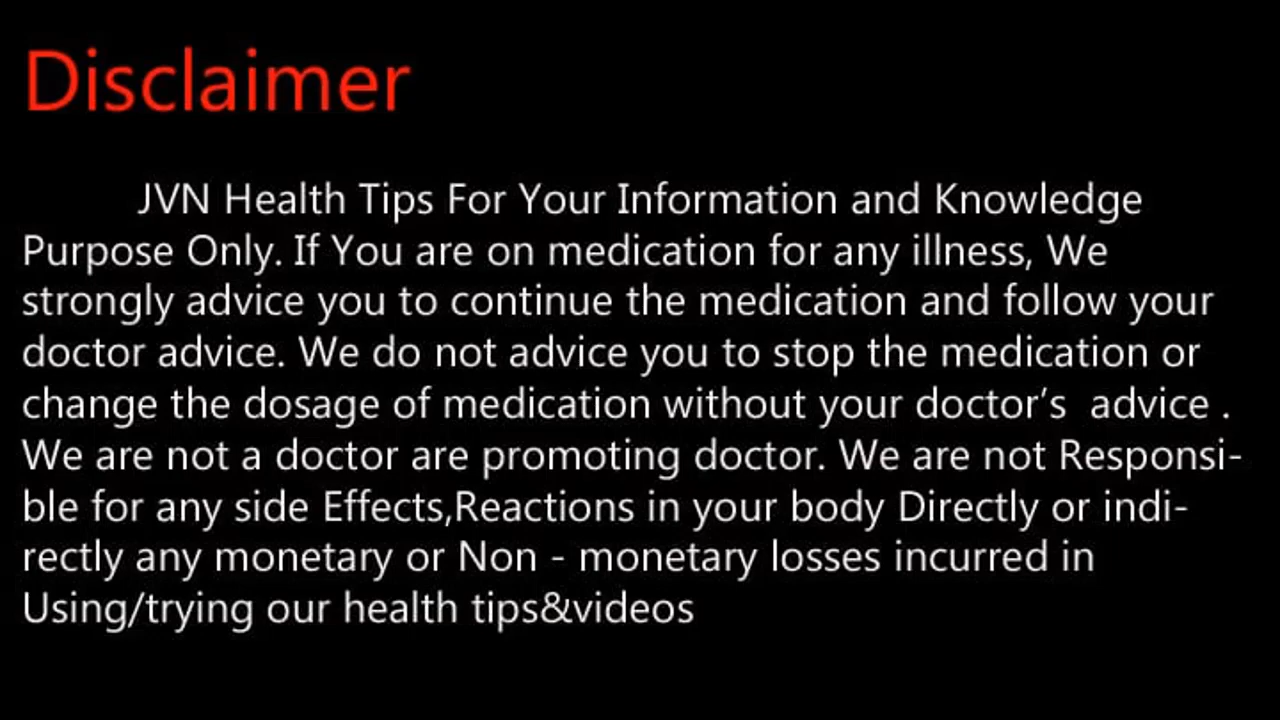 Disclaimer
JVN Health Tips For Your Information and Knowledge
Purpose Only. If You are on medication for any illness, We
strongly advice you to continue the medication and follow your
doctor advice. We do not advice you to stop the medication or
change the dosage of medication without your doctor's  advice .
We are not a doctor are promoting doctor. We are not Responsi-
ble for any side Effects,Reactions in your body Directly or indi-
rectly any monetary or Non - monetary losses incurred in
Using/trying our health tips&videos